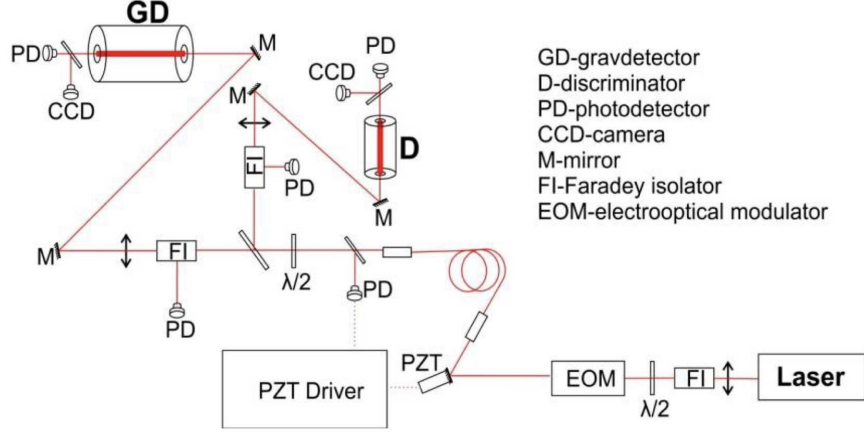 GD
PD
M
CCD
M
CCD
PD
D
FI
PD
M
M
FI
λ/2
PD
PD
PZT Driver
PZT
EOM
λ/2
FI
Laser
GD-gravdetector
D-discriminator
PD-photodetector
CCD-camera
M-mirror
FI-Faradey isolator
EOM-electrooptical modulator